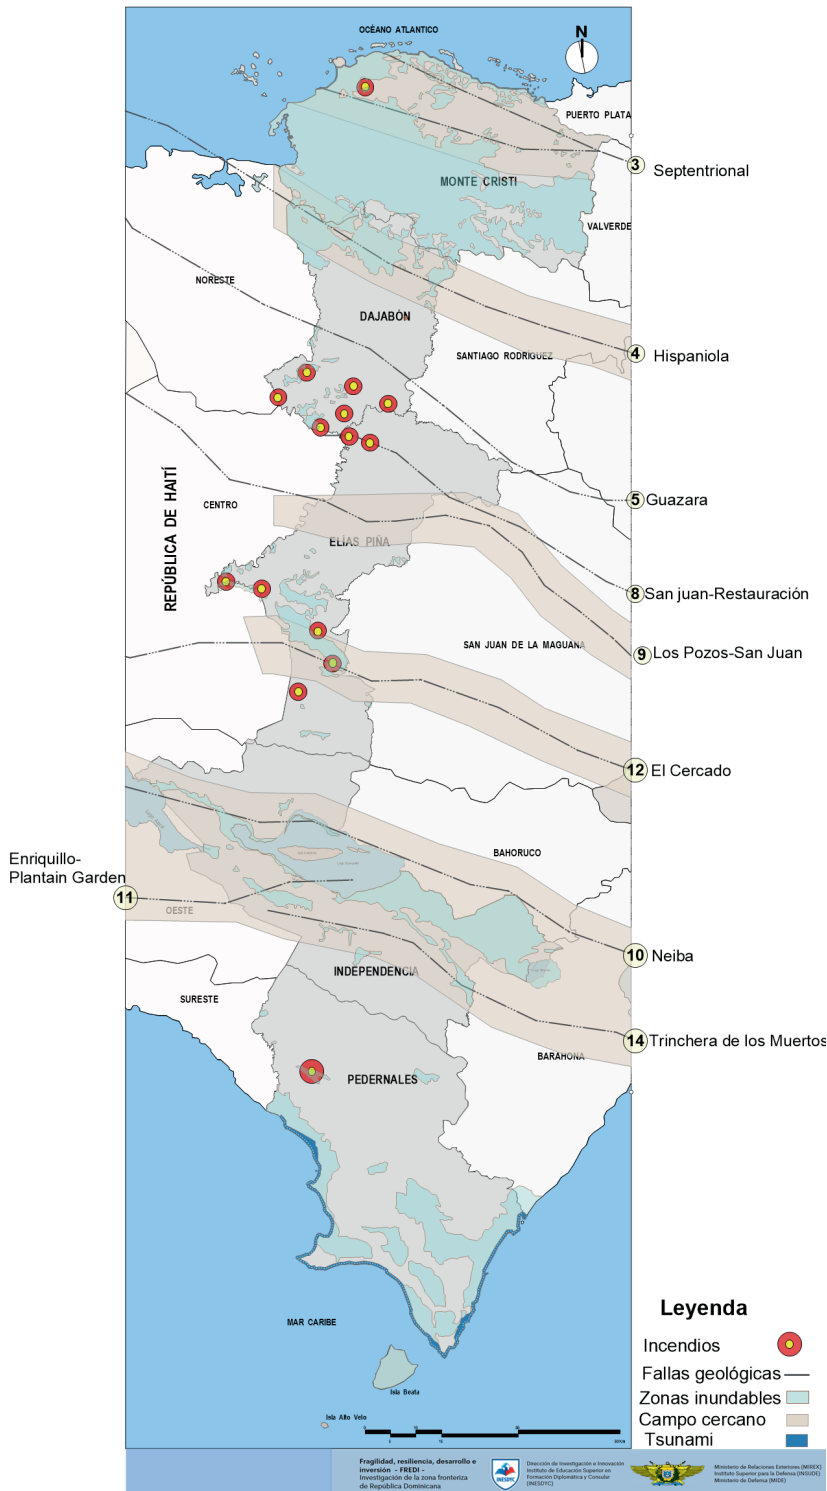 OCÉANO ATLANTICO
N
PUERTO PLATA
3 Septentrional
MONTE CRISTI
VALVERDE
NORESTE
DAJABÓN
SANTIAGO RODRIGUEZ
4 Hispaniola
REPÚBLICA DE HAITÍ
CENTRO
5 Guazara
ELÍAS PIÑA
8 San juan-Restauración
SAN JUAN DE LA MAGUANA
9 Los Pozos-San Juan
12 El Cercado
BAHORUCO
Enriquillo-
Plantain Garden
11
OESTE
10 Neiba
INDEPENDENCIA
SURESTE
14 Trinchera de los Muertos
BARAHONA
PEDERNALES
MAR CARIBE
Isla Beata
Isla Alto Velo
Leyenda
Incendios
Fallas geológicas
Zonas inundables
Campo cercano
Tsunami
Fragilidad, resiliencia, desarrollo e
inversión - FREDI -
Investigación de la zona fronteriza
de República Dominicana
INESDYC
Dirección de Investigación e Innovación
Instituto de Educación Superior en
Formación Diplomática y Consular
(INESDYC)
Ministerio de Relaciones Exteriores (MIREX)
Instituto Superior para la Defensa (INSUDE)
Ministerio de Defensa (MIDE)